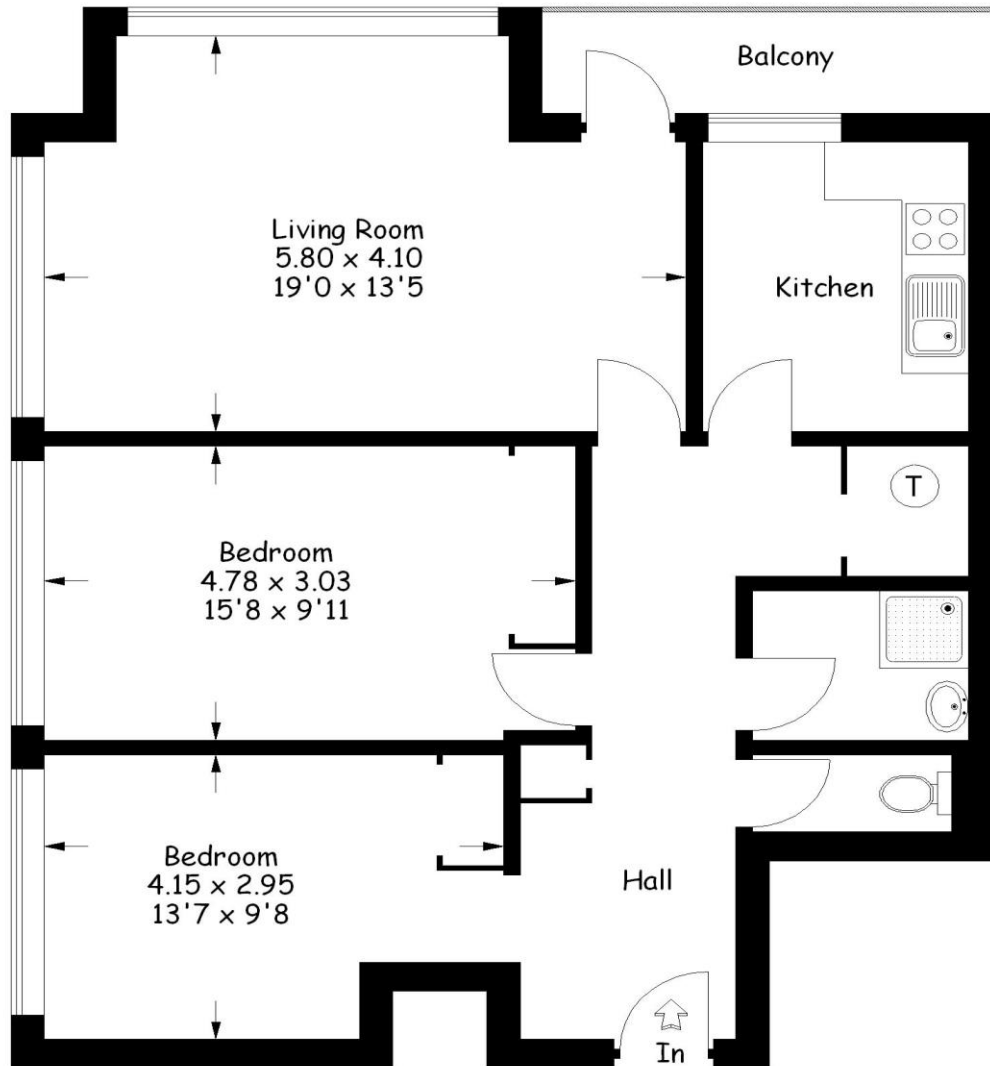 Balcony
Living Room
5.80 x 4.10
19'0 x 13'5
Kitchen
T
Bedroom
4.78 x 3.03
15'8 x 9'11
Bedroom
4.15 x 2.95
13'7 x 9'8
Hall
In